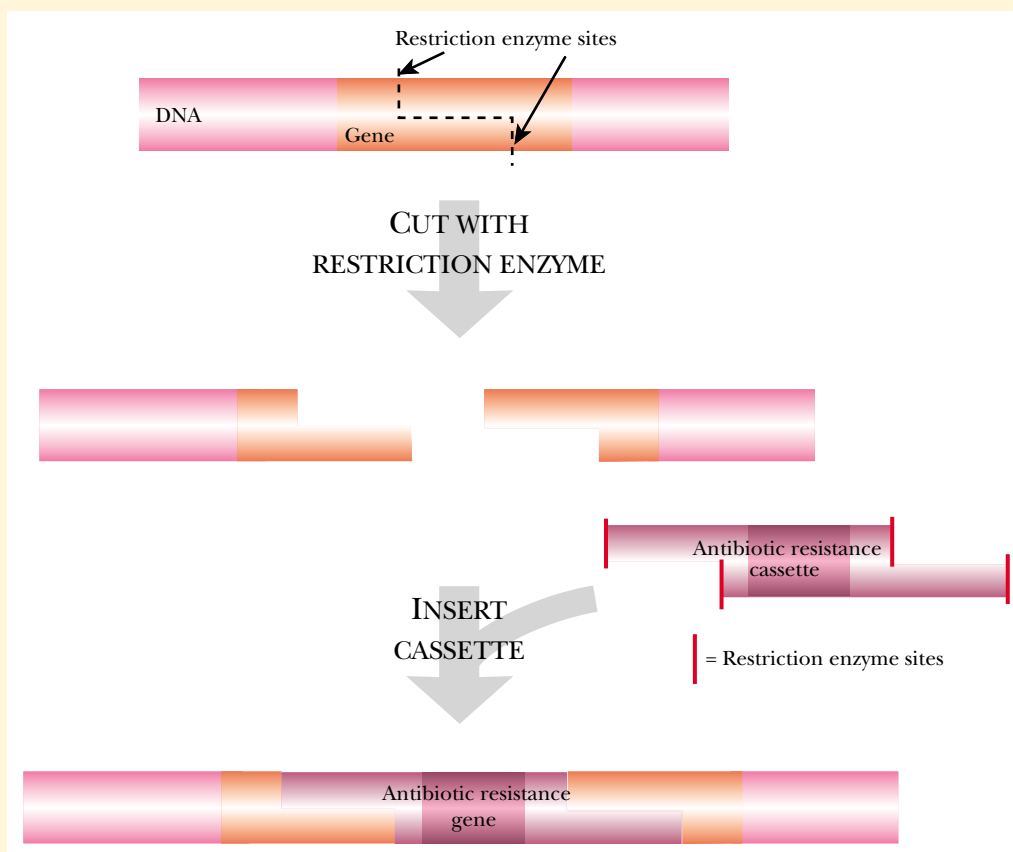 Restriction enzyme sites
DNA
Gene
CUT WITH
RESTRICTION ENZYME
Antibiotic resistance
cassette
INSERT
CASSETTE
= Restriction enzyme sites
Antibiotic resistance
gene